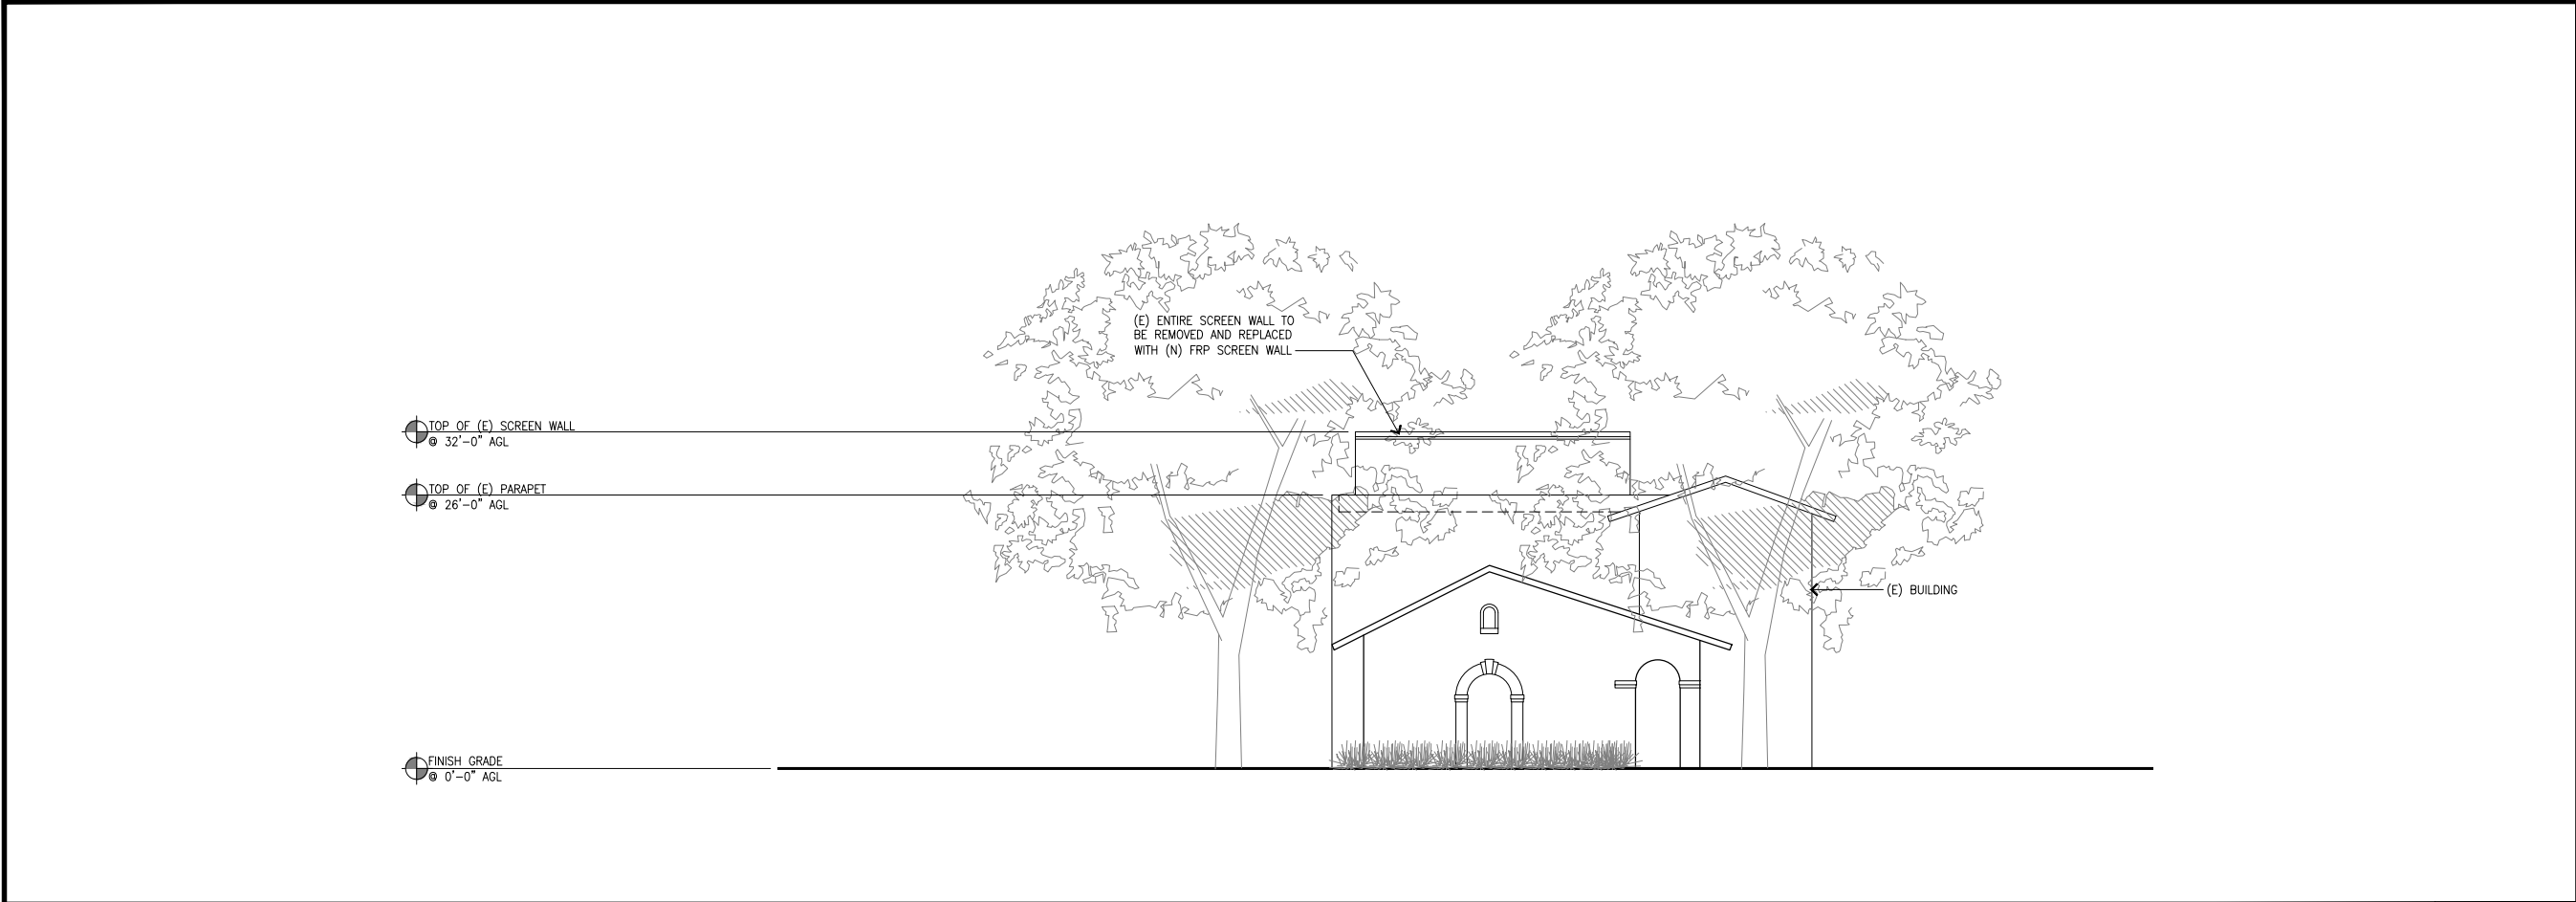 (E) ENTIRE SCREEN WALL TO
BE REMOVED AND REPLACED
WITH (N) FRP SCREEN WALL
TOP OF (E) SCREEN WALL
@ 32'-0" AGL
TOP OF (E) PARAPET
@ 26'-0" AGL
(E) BUILDING
FINISH GRADE
@ 0'-0" AGL